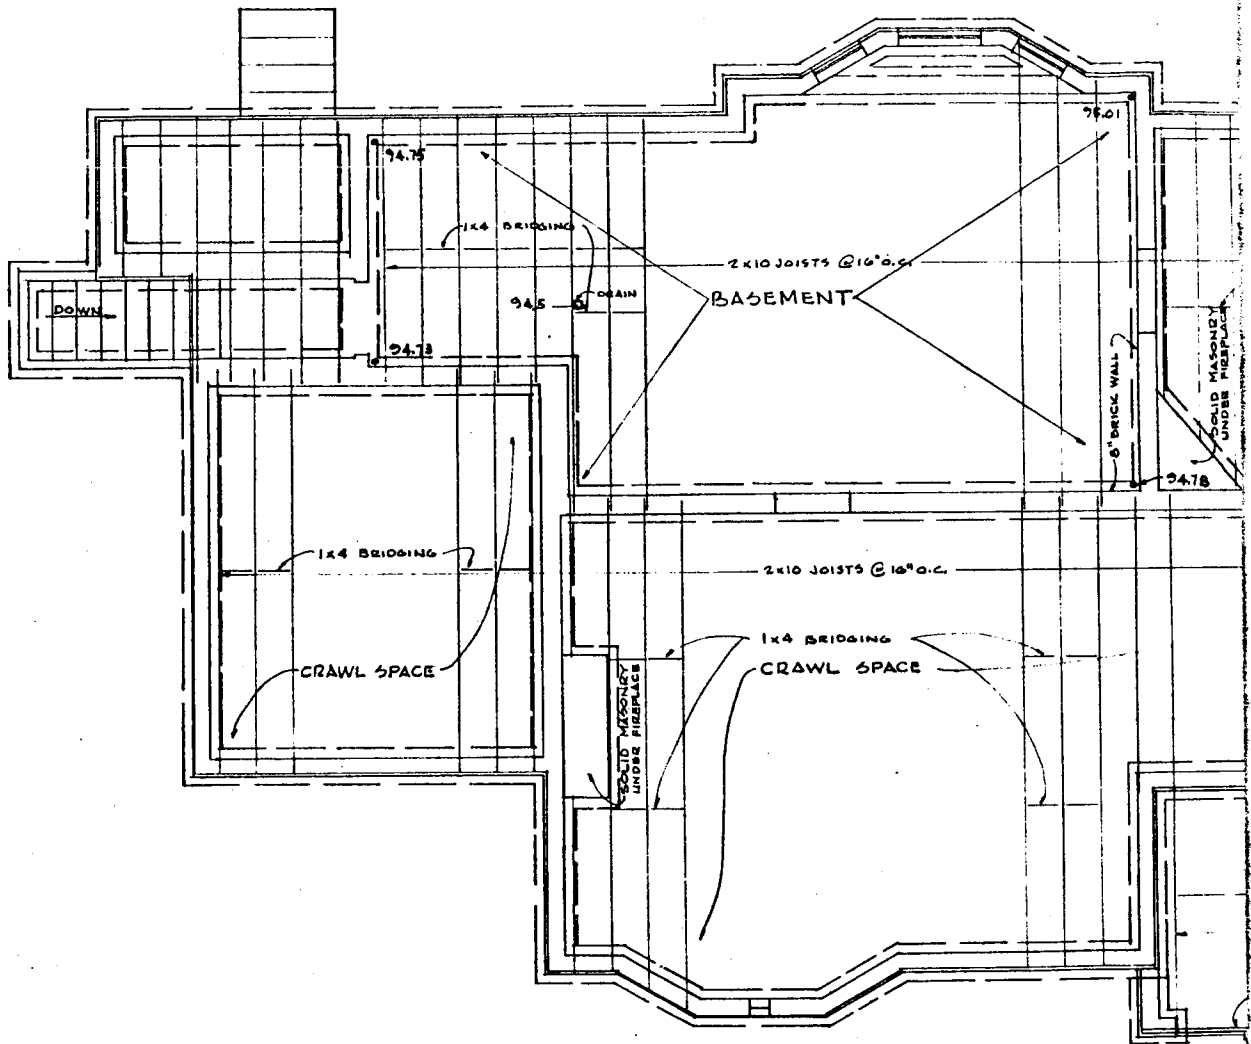 95.01
94.75
1x4 BRIDGING
2x10 JOISTS @ 16" O.C.
DRAIN
94.5
BASEMENT
DOWN
94.73
8" BRICK WALL
SOLID MASONRY
UNDER FIREPLACE
94.78
1x4 BRIDGING
2x10 JOISTS @ 16" O.C.
1x4 BRIDGING
CRAWL SPACE
CRAWL SPACE
SOLID MASONRY
UNDER FIREPLACE